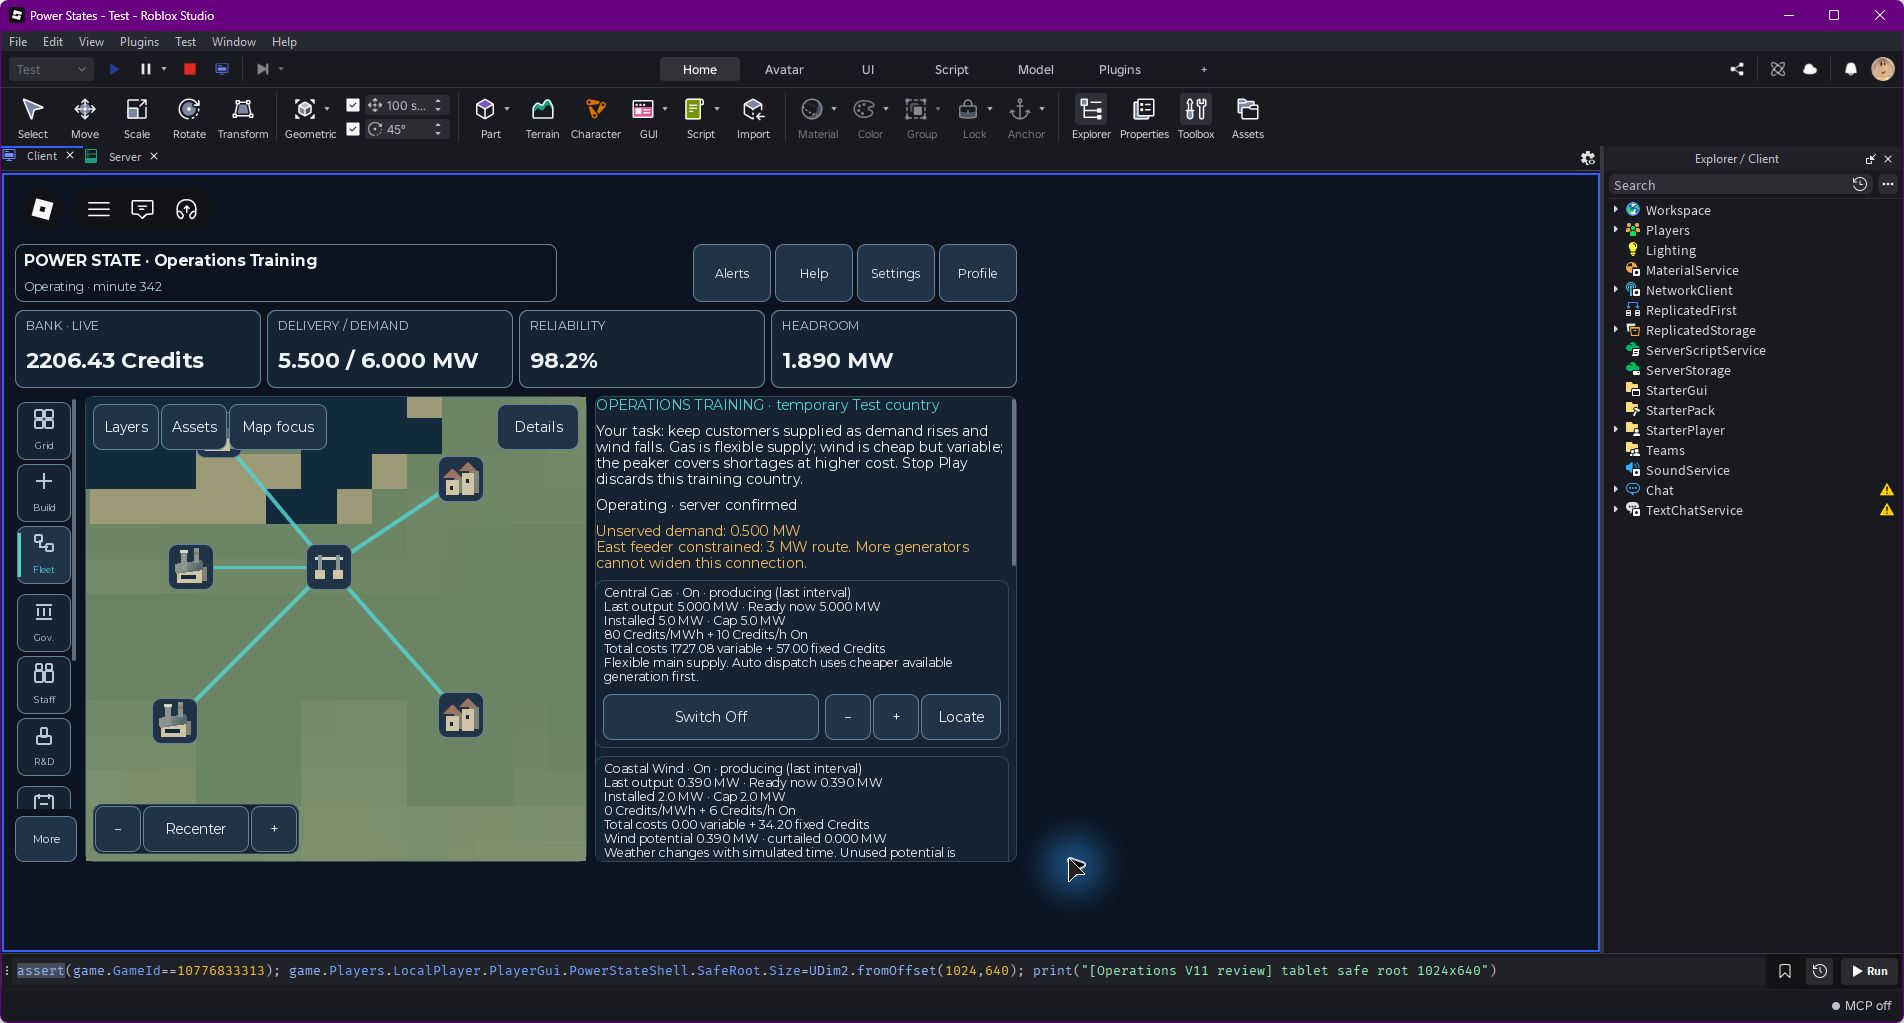 Power States - Test - Roblox Studio
File Edit View Plugins Test Window Help
Test
Home Avatar UI Script Model Plugins +
100 s...
45°
Select Move Scale Rotate Transform Geometric Part Terrain Character GUI Script Import Material Color Group Lock Anchor Explorer Properties Toolbox Assets
Client Server
Explorer / Client
Search
Workspace
Players
Lighting
MaterialService
NetworkClient
ReplicatedFirst
ReplicatedStorage
ServerScriptService
ServerStorage
StarterGui
StarterPack
StarterPlayer
Teams
SoundService
Chat
TextChatService
POWER STATE · Operations Training
Operating · minute 342
Alerts Help Settings Profile
BANK · LIVE
2206.43 Credits
DELIVERY / DEMAND
5.500 / 6.000 MW
RELIABILITY
98.2%
HEADROOM
1.890 MW
Grid
Build
Fleet
Gov.
Staff
R&D
More
Layers Assets Map focus Details
− Recenter +
OPERATIONS TRAINING · temporary Test country
Your task: keep customers supplied as demand rises and
wind falls. Gas is flexible supply; wind is cheap but variable;
the peaker covers shortages at higher cost. Stop Play
discards this training country.
Operating · server confirmed
Unserved demand: 0.500 MW
East feeder constrained: 3 MW route. More generators
cannot widen this connection.
Central Gas · On · producing (last interval)
Last output 5.000 MW · Ready now 5.000 MW
Installed 5.0 MW · Cap 5.0 MW
80 Credits/MWh + 10 Credits/h On
Total costs 1727.08 variable + 57.00 fixed Credits
Flexible main supply. Auto dispatch uses cheaper available
generation first.
Switch Off − + Locate
Coastal Wind · On · producing (last interval)
Last output 0.390 MW · Ready now 0.390 MW
Installed 2.0 MW · Cap 2.0 MW
0 Credits/MWh + 6 Credits/h On
Total costs 0.00 variable + 34.20 fixed Credits
Wind potential 0.390 MW · curtailed 0.000 MW
Weather changes with simulated time. Unused potential is
assert(game.GameId==10776833313); game.Players.LocalPlayer.PlayerGui.PowerStateShell.SafeRoot.Size=UDim2.fromOffset(1024,640); print("[Operations V11 review] tablet safe root 1024x640")
Run
MCP off